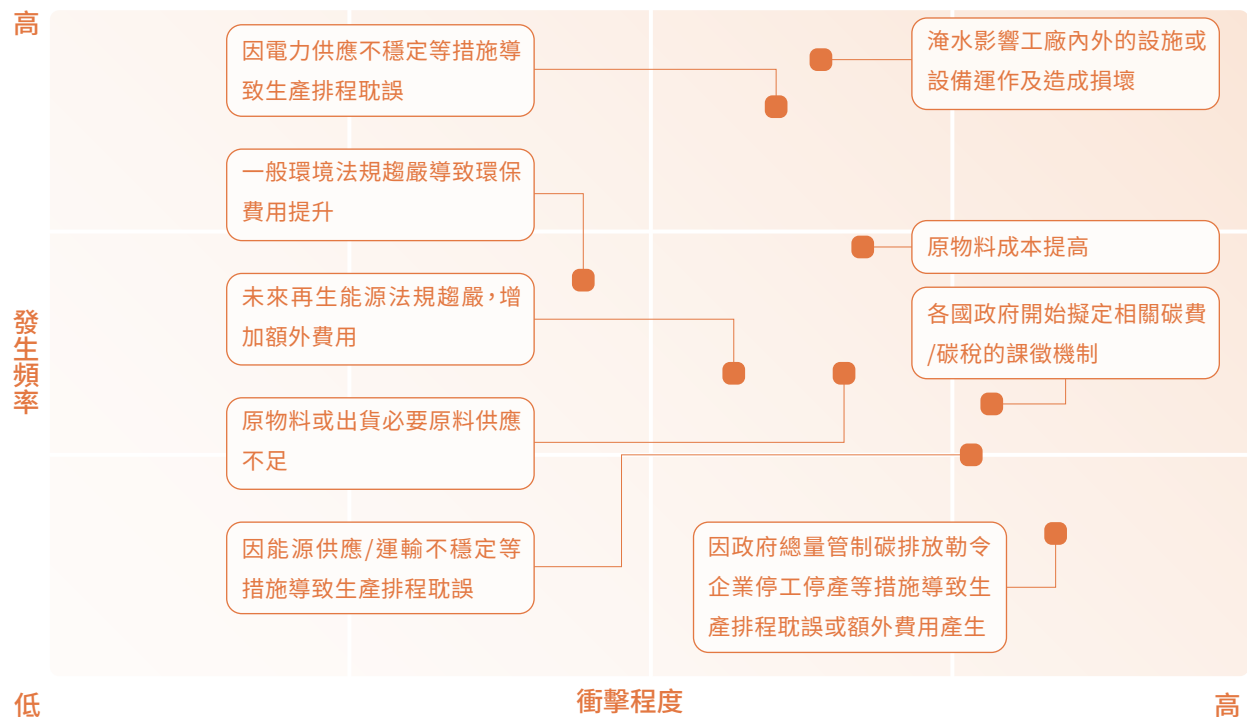 高
因電力供應不穩定等措施導
致生產排程耽誤
淹水影響工廠內外的設施或
設備運作及造成損壞
一般環境法規趨嚴導致環保
費用提升
原物料成本提高
未來再生能源法規趨嚴，增
加額外費用
各國政府開始擬定相關碳費
/碳稅的課徵機制
發生頻率
原物料或出貨必要原料供應
不足
因能源供應/運輸不穩定等
措施導致生產排程耽誤
因政府總量管制碳排放勒令
企業停工停產等措施導致生
產排程耽誤或額外費用產生
低
衝擊程度
高